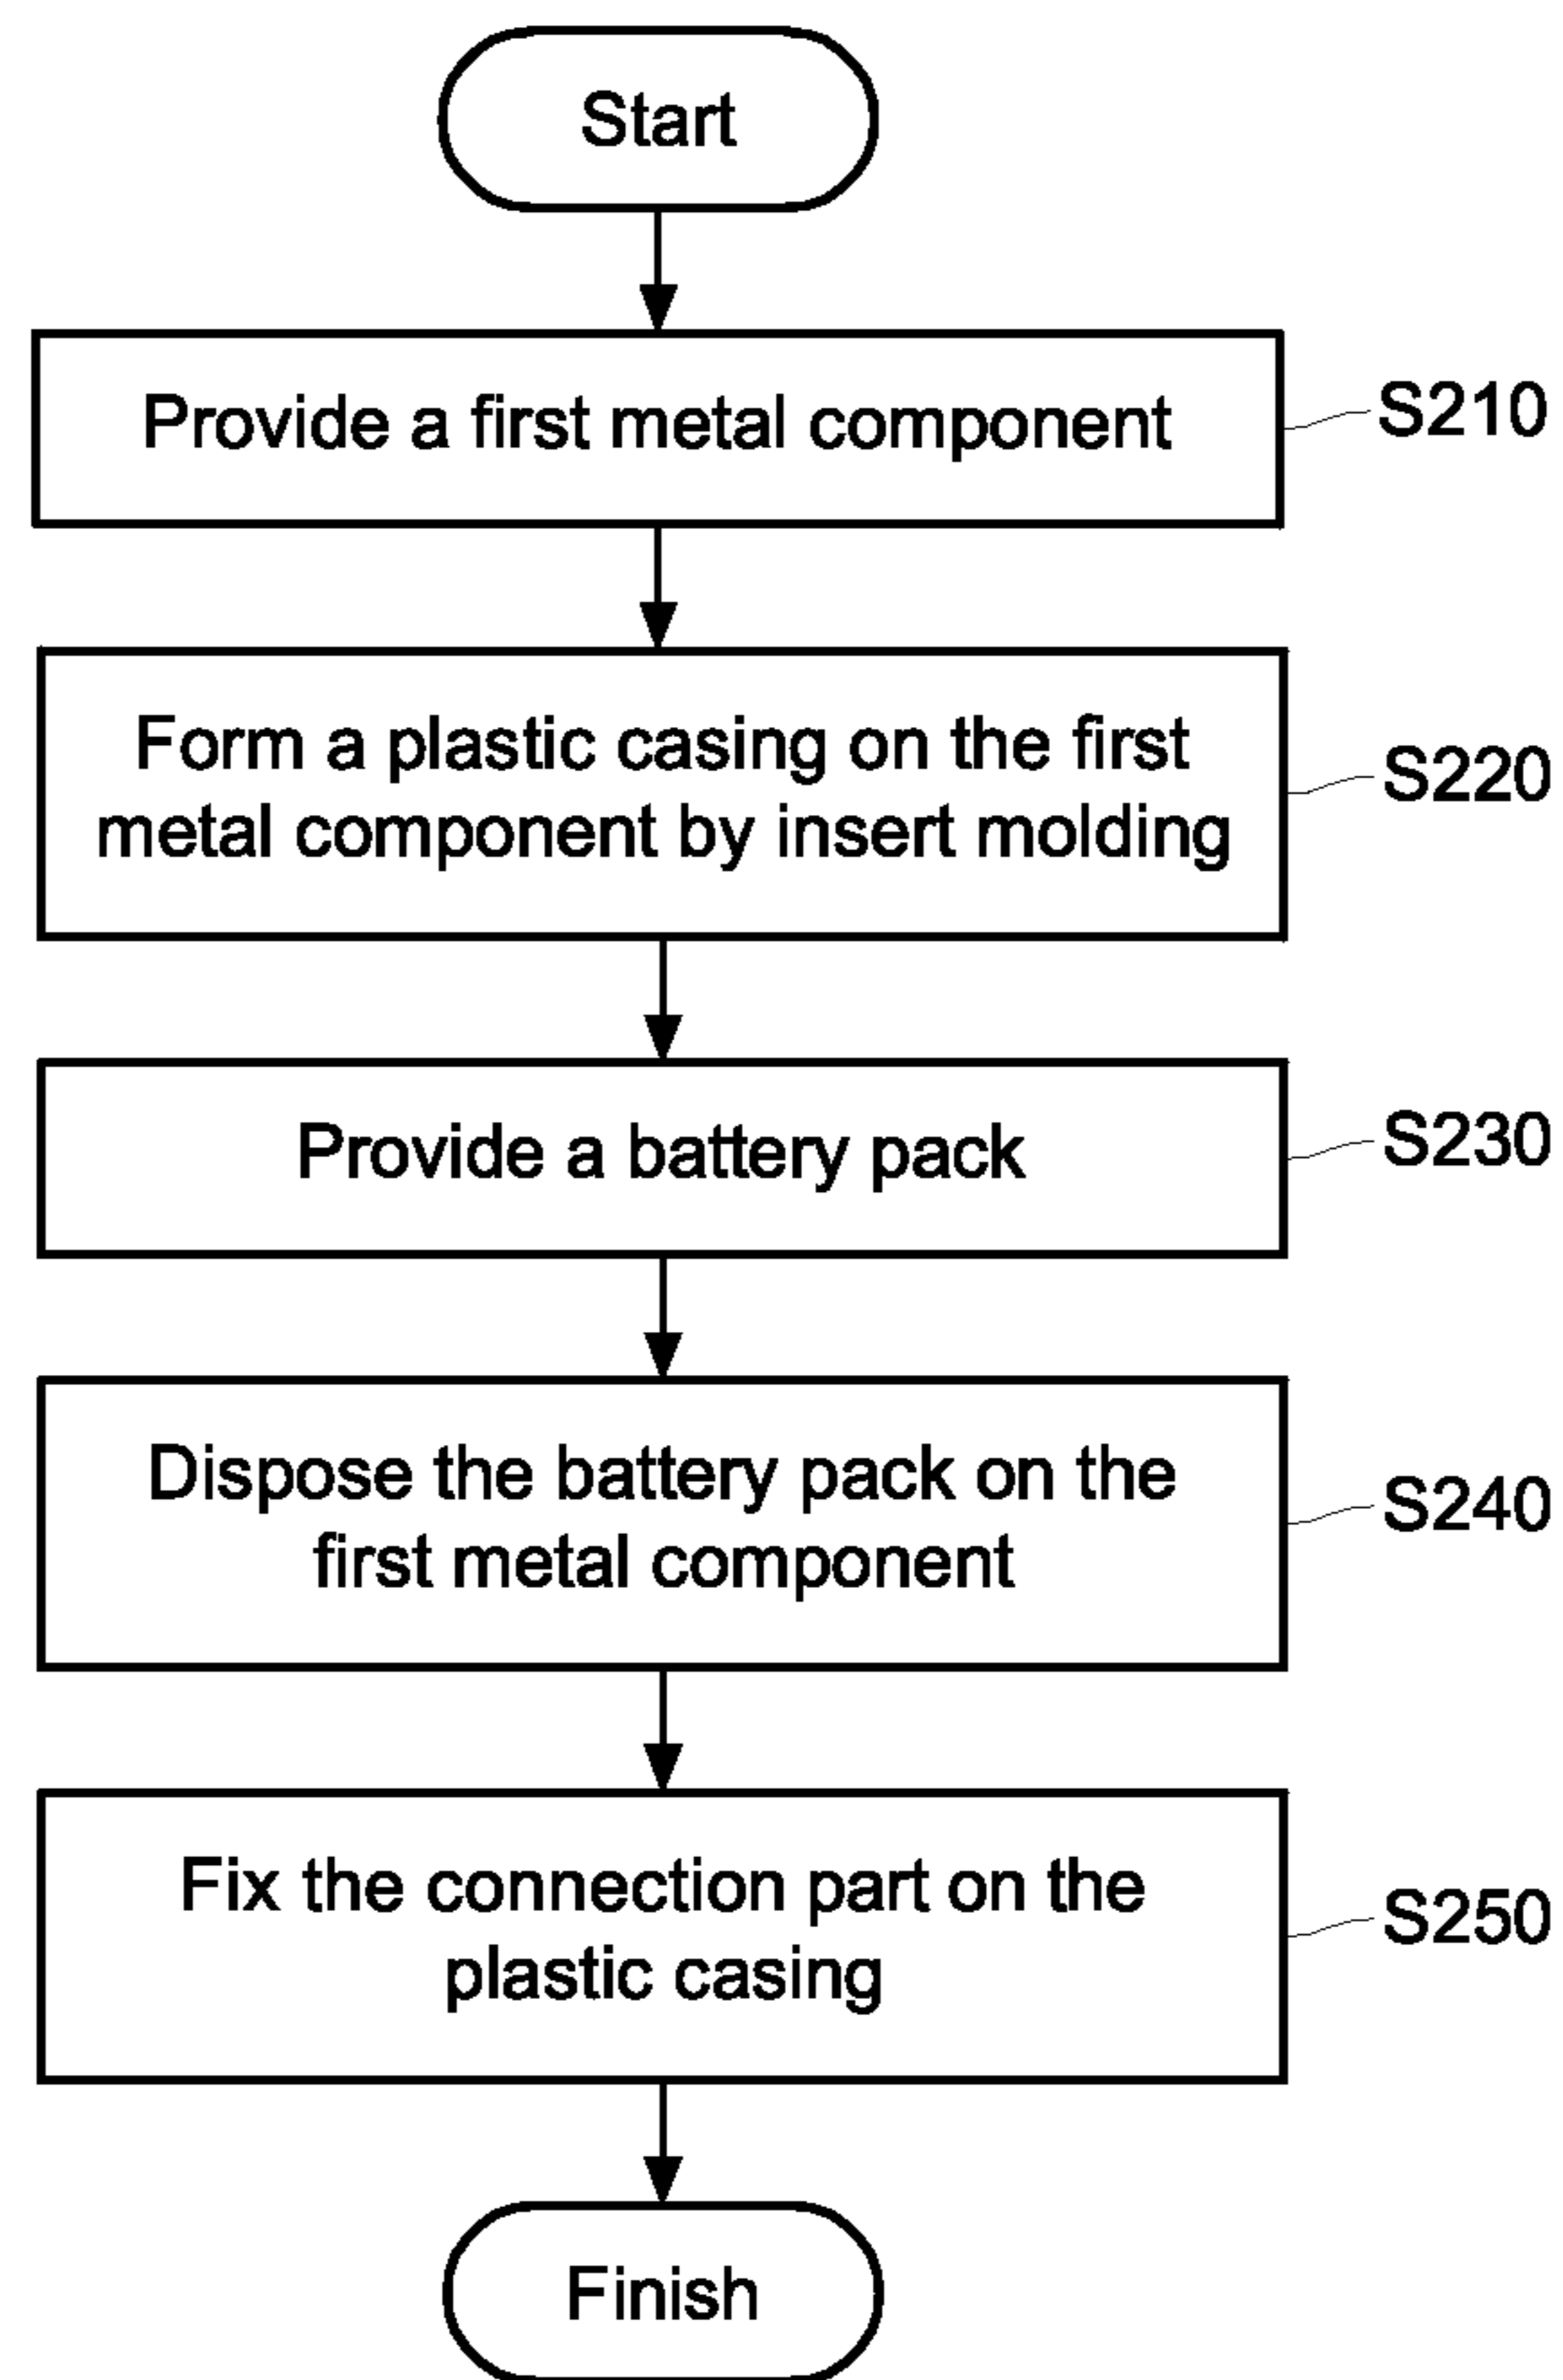 Start
Provide a first metal component
S210
Form a plastic casing on the first
metal component by insert molding
S220
Provide a battery pack
S230
Dispose the battery pack on the
first metal component
S240
Fix the connection part on the
plastic casing
S250
Finish